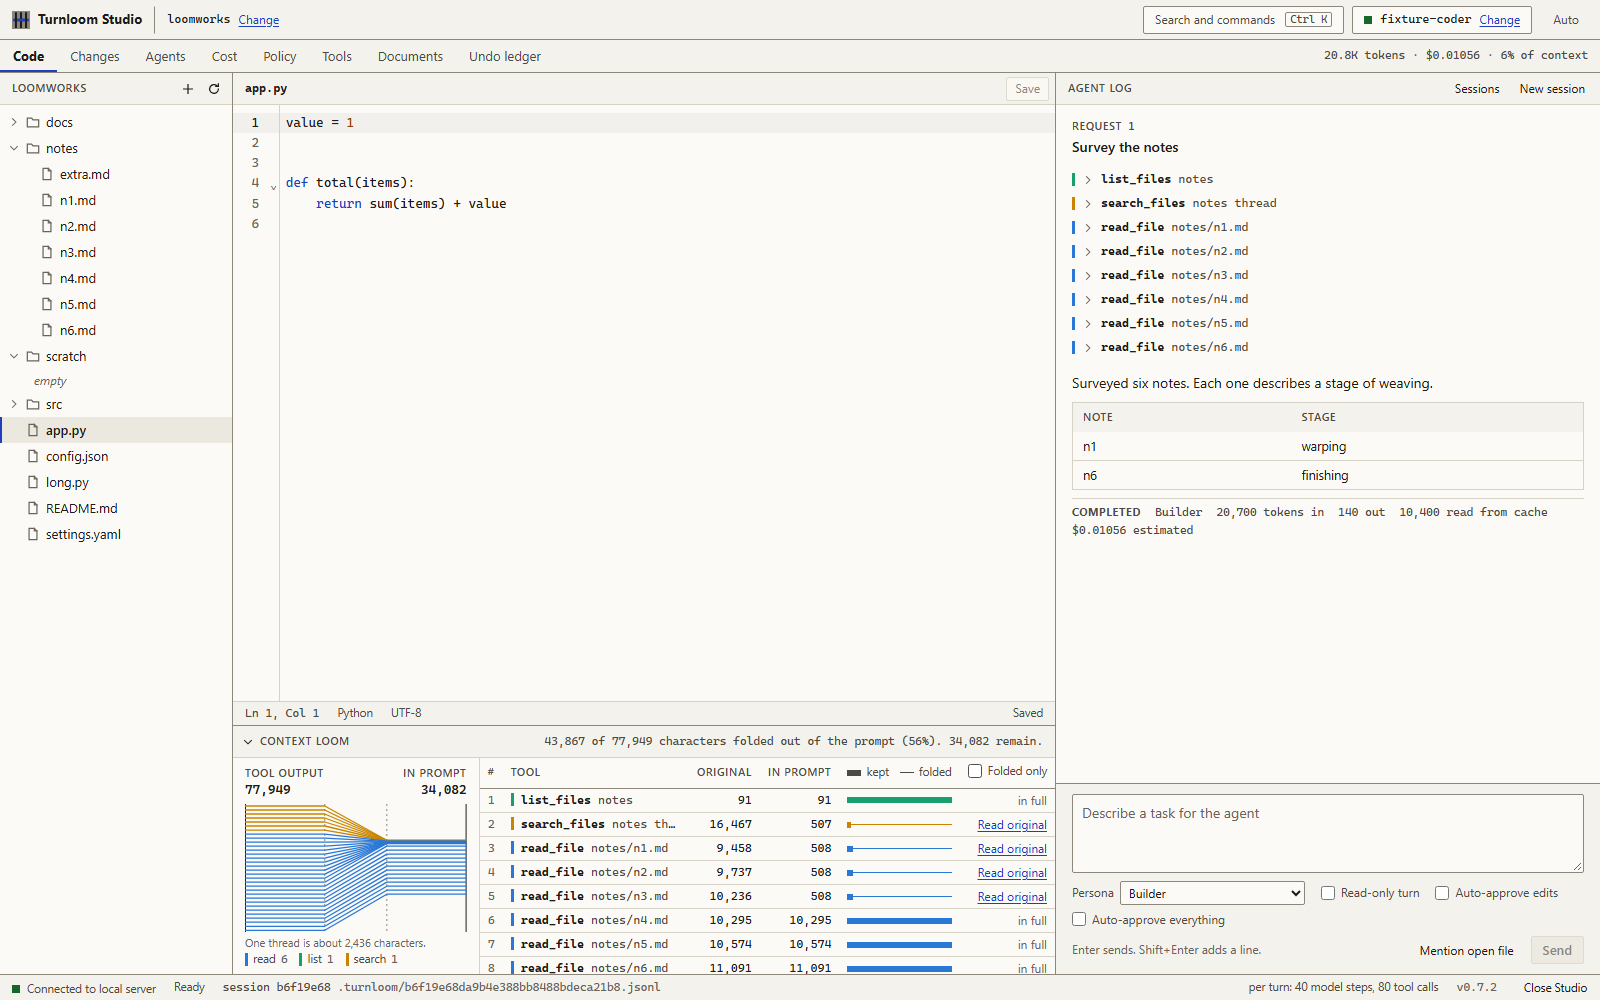 Turnloom Studio loomworks Change Search and commands Ctrl K fixture-coder Change Auto
Code Changes Agents Cost Policy Tools Documents Undo ledger 20.8K tokens · $0.01056 · 6% of context
LOOMWORKS
docs
notes
extra.md
n1.md
n2.md
n3.md
n4.md
n5.md
n6.md
scratch
empty
src
app.py
config.json
long.py
README.md
settings.yaml
app.py Save
1 value = 1
2
3
4 def total(items):
5 return sum(items) + value
6
Ln 1, Col 1 Python UTF-8 Saved
CONTEXT LOOM 43,867 of 77,949 characters folded out of the prompt (56%). 34,082 remain.
TOOL OUTPUT IN PROMPT
77,949 34,082
One thread is about 2,436 characters.
read 6 list 1 search 1
# TOOL ORIGINAL IN PROMPT kept folded Folded only
1 list_files notes 91 91 in full
2 search_files notes th… 16,467 507 Read original
3 read_file notes/n1.md 9,458 508 Read original
4 read_file notes/n2.md 9,737 508 Read original
5 read_file notes/n3.md 10,236 508 Read original
6 read_file notes/n4.md 10,295 10,295 in full
7 read_file notes/n5.md 10,574 10,574 in full
8 read_file notes/n6.md 11,091 11,091 in full
AGENT LOG Sessions New session
REQUEST 1
Survey the notes
list_files notes
search_files notes thread
read_file notes/n1.md
read_file notes/n2.md
read_file notes/n3.md
read_file notes/n4.md
read_file notes/n5.md
read_file notes/n6.md
Surveyed six notes. Each one describes a stage of weaving.
NOTE STAGE
n1 warping
n6 finishing
COMPLETED Builder 20,700 tokens in 140 out 10,400 read from cache
$0.01056 estimated
Describe a task for the agent
Persona Builder Read-only turn Auto-approve edits
Auto-approve everything
Enter sends. Shift+Enter adds a line. Mention open file Send
Connected to local server Ready session b6f19e68 .turnloom/b6f19e68da9b4e388bb8488bdeca21b8.jsonl per turn: 40 model steps, 80 tool calls v0.7.2 Close Studio